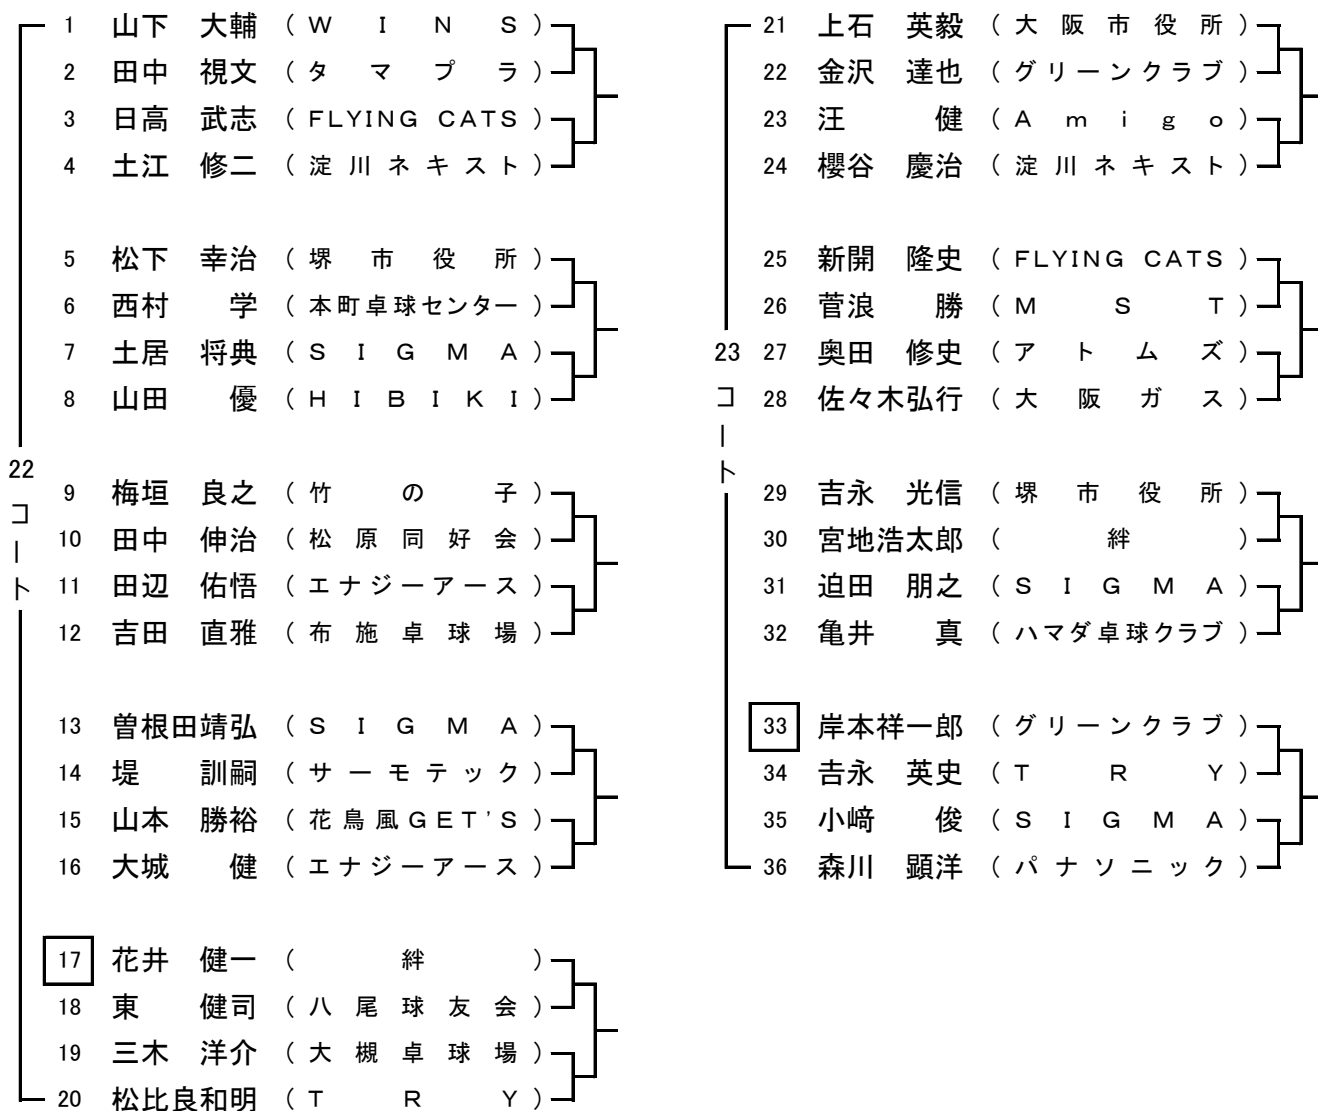 1 山下 大輔 (WINS)
2 田中 視文 (タマプラ)
3 日高 武志 (FLYING CATS)
4 土江 修二 (淀川ネキスト)
5 松下 幸治 (堺市役所)
6 西村 学 (本町卓球センター)
7 土居 将典 (SIGMA)
8 山田 優 (HIBIKI)
22コート
9 梅垣 良之 (竹の子)
10 田中 伸治 (松原同好会)
11 田辺 佑悟 (エナジーアース)
12 吉田 直雅 (布施卓球場)
13 曽根田靖弘 (SIGMA)
14 堤 訓嗣 (サーモテック)
15 山本 勝裕 (花鳥風GET'S)
16 大城 健 (エナジーアース)
17 花井 健一 (絆)
18 東 健司 (八尾球友会)
19 三木 洋介 (大槻卓球場)
20 松比良和明 (TRY)
21 上石 英毅 (大阪市役所)
22 金沢 達也 (グリーンクラブ)
23 汪 健 (Amigo)
24 櫻谷 慶治 (淀川ネキスト)
25 新開 隆史 (FLYING CATS)
26 菅浪 勝 (MST)
23コート
27 奥田 修史 (アトムズ)
28 佐々木弘行 (大阪ガス)
29 吉永 光信 (堺市役所)
30 宮地浩太郎 (絆)
31 迫田 朋之 (SIGMA)
32 亀井 真 (ハマダ卓球クラブ)
33 岸本祥一郎 (グリーンクラブ)
34 吉永 英史 (TRY)
35 小﨑 俊 (SIGMA)
36 森川 顕洋 (パナソニック)